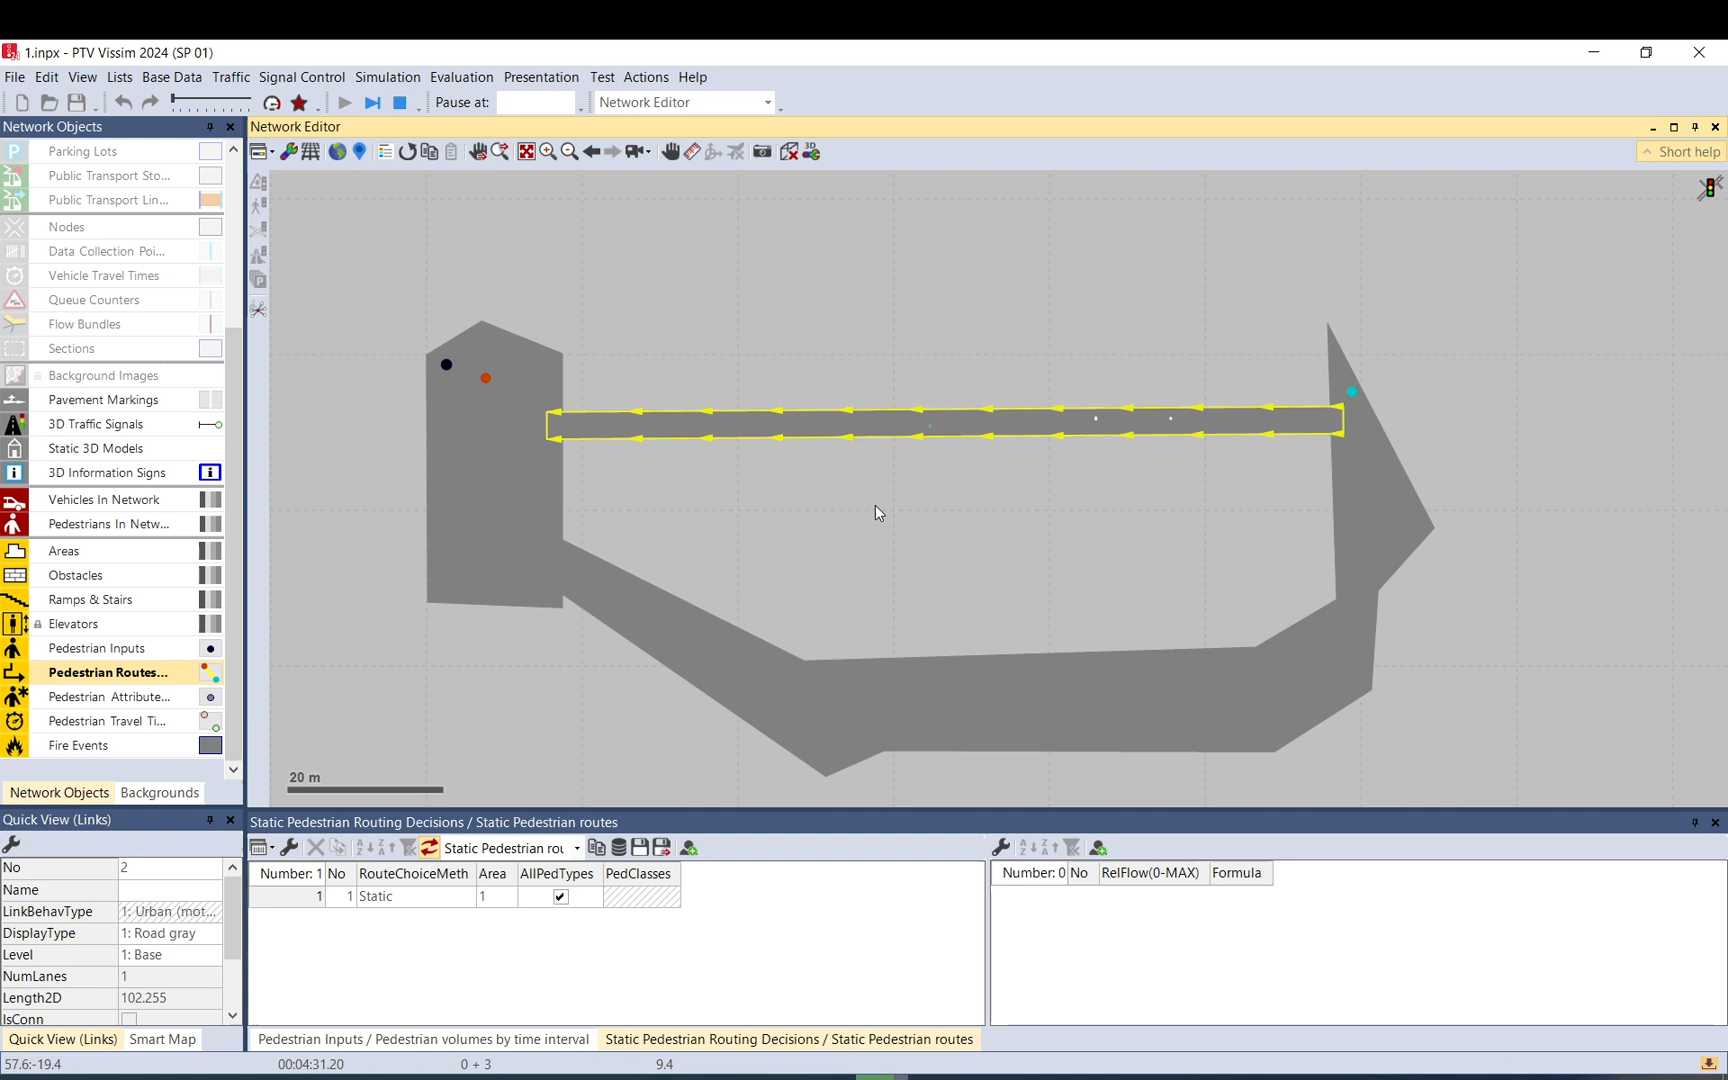 1.inpx - PTV Vissim 2024 (SP 01)
File Edit View Lists Base Data Traffic Signal Control Simulation Evaluation Presentation Test Actions Help
Pause at: Network Editor
Network Objects
Network Editor
Short help
Parking Lots
Public Transport Sto...
Public Transport Lin...
Nodes
Data Collection Poi...
Vehicle Travel Times
Queue Counters
Flow Bundles
Sections
Background Images
Pavement Markings
3D Traffic Signals
Static 3D Models
3D Information Signs
Vehicles In Network
Pedestrians In Netw...
Areas
Obstacles
Ramps & Stairs
Elevators
Pedestrian Inputs
Pedestrian Routes...
Pedestrian Attribute...
Pedestrian Travel Ti...
Fire Events
20 m
Network Objects Backgrounds
Quick View (Links)
Static Pedestrian Routing Decisions / Static Pedestrian routes
Static Pedestrian rou
No 2
Name
LinkBehavType 1: Urban (mot...
DisplayType 1: Road gray
Level 1: Base
NumLanes 1
Length2D 102.255
IsConn
Number: 1 No RouteChoiceMeth Area AllPedTypes PedClasses
1 1 Static 1
Number: 0 No RelFlow(0-MAX) Formula
Quick View (Links) Smart Map
Pedestrian Inputs / Pedestrian volumes by time interval Static Pedestrian Routing Decisions / Static Pedestrian routes
57.6:-19.4 00:04:31.20 0 + 3 9.4